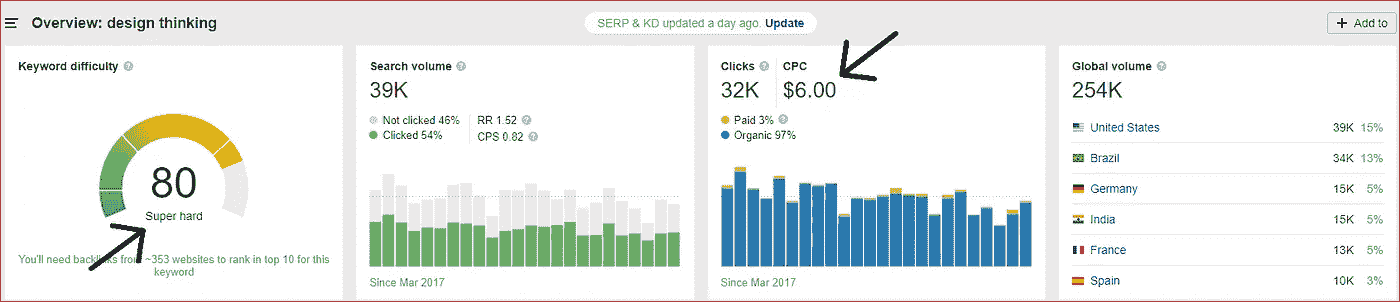 Overview: design thinking
SERP & KD updated a day ago. Update
+ Add to
Keyword difficulty ?
80
Super hard
You'll need backlinks from ~353 websites to rank in top 10 for this
keyword
Search volume ?
39K
Not clicked 46%
Clicked 54%
RR 1.52 ?
CPS 0.82 ?
Since Mar 2017
Clicks ?
32K
CPC
$6.00
Paid 3% ?
Organic 97%
Since Mar 2017
Global volume ?
254K
United States 39K 15%
Brazil 34K 13%
Germany 15K 5%
India 15K 5%
France 13K 5%
Spain 10K 3%